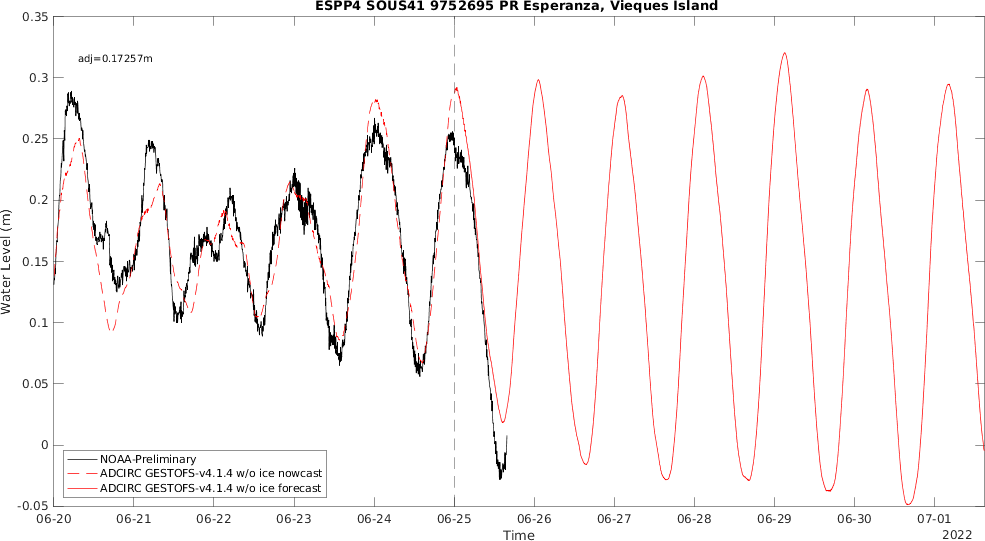 ESPP4 SOUS41 9752695 PR Esperanza, Vieques Island
adj=0.17257m
0.35
0.3
0.25
0.2
0.15
0.1
0.05
0
-0.05
Water Level (m)
NOAA-Preliminary
ADCIRC GESTOFS-v4.1.4 w/o ice nowcast
ADCIRC GESTOFS-v4.1.4 w/o ice forecast
06-20 06-21 06-22 06-23 06-24 06-25 06-26 06-27 06-28 06-29 06-30 07-01
Time
2022